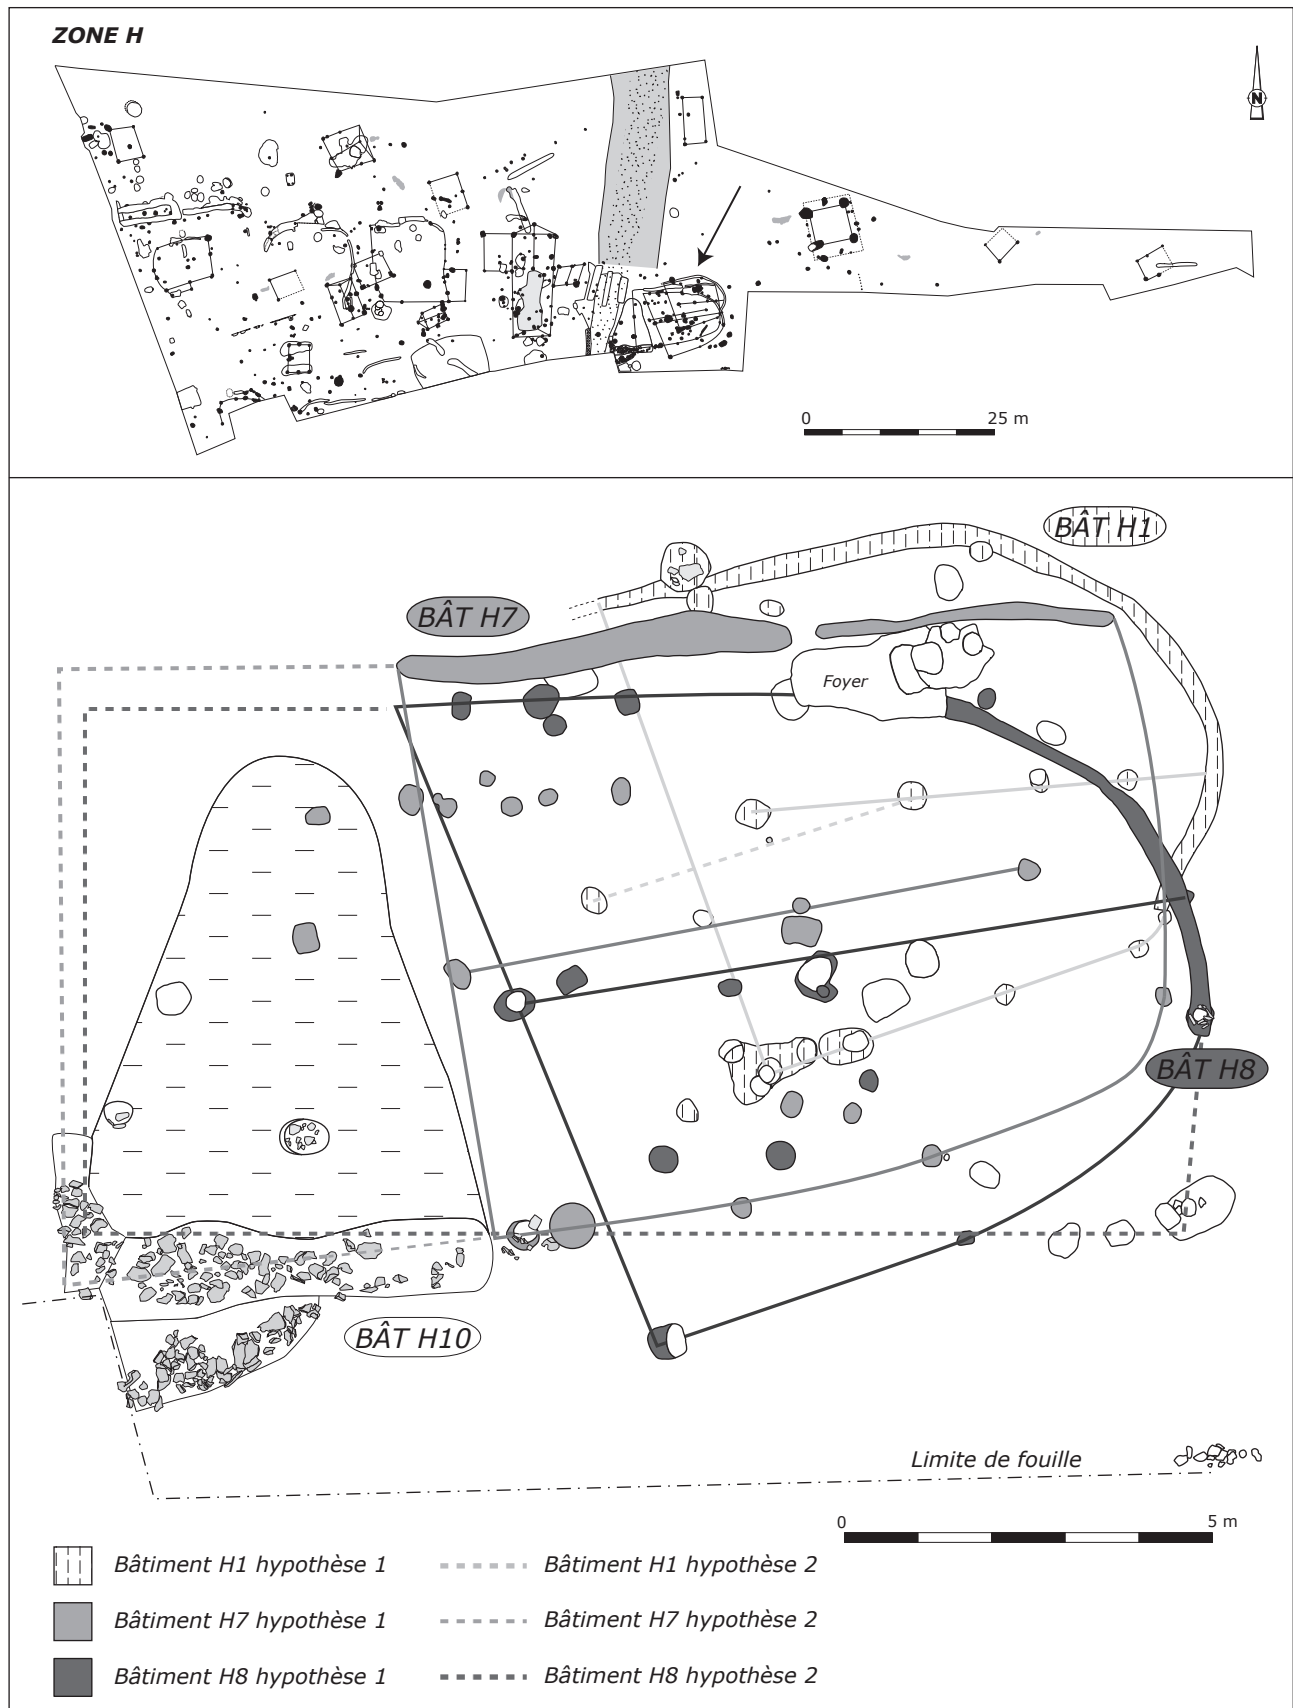 ZONE H
N
0 25 m
BÂT H1
BÂT H7
Foyer
BÂT H8
BÂT H10
Limite de fouille
0 5 m
Bâtiment H1 hypothèse 1 Bâtiment H1 hypothèse 2
Bâtiment H7 hypothèse 1 Bâtiment H7 hypothèse 2
Bâtiment H8 hypothèse 1 Bâtiment H8 hypothèse 2